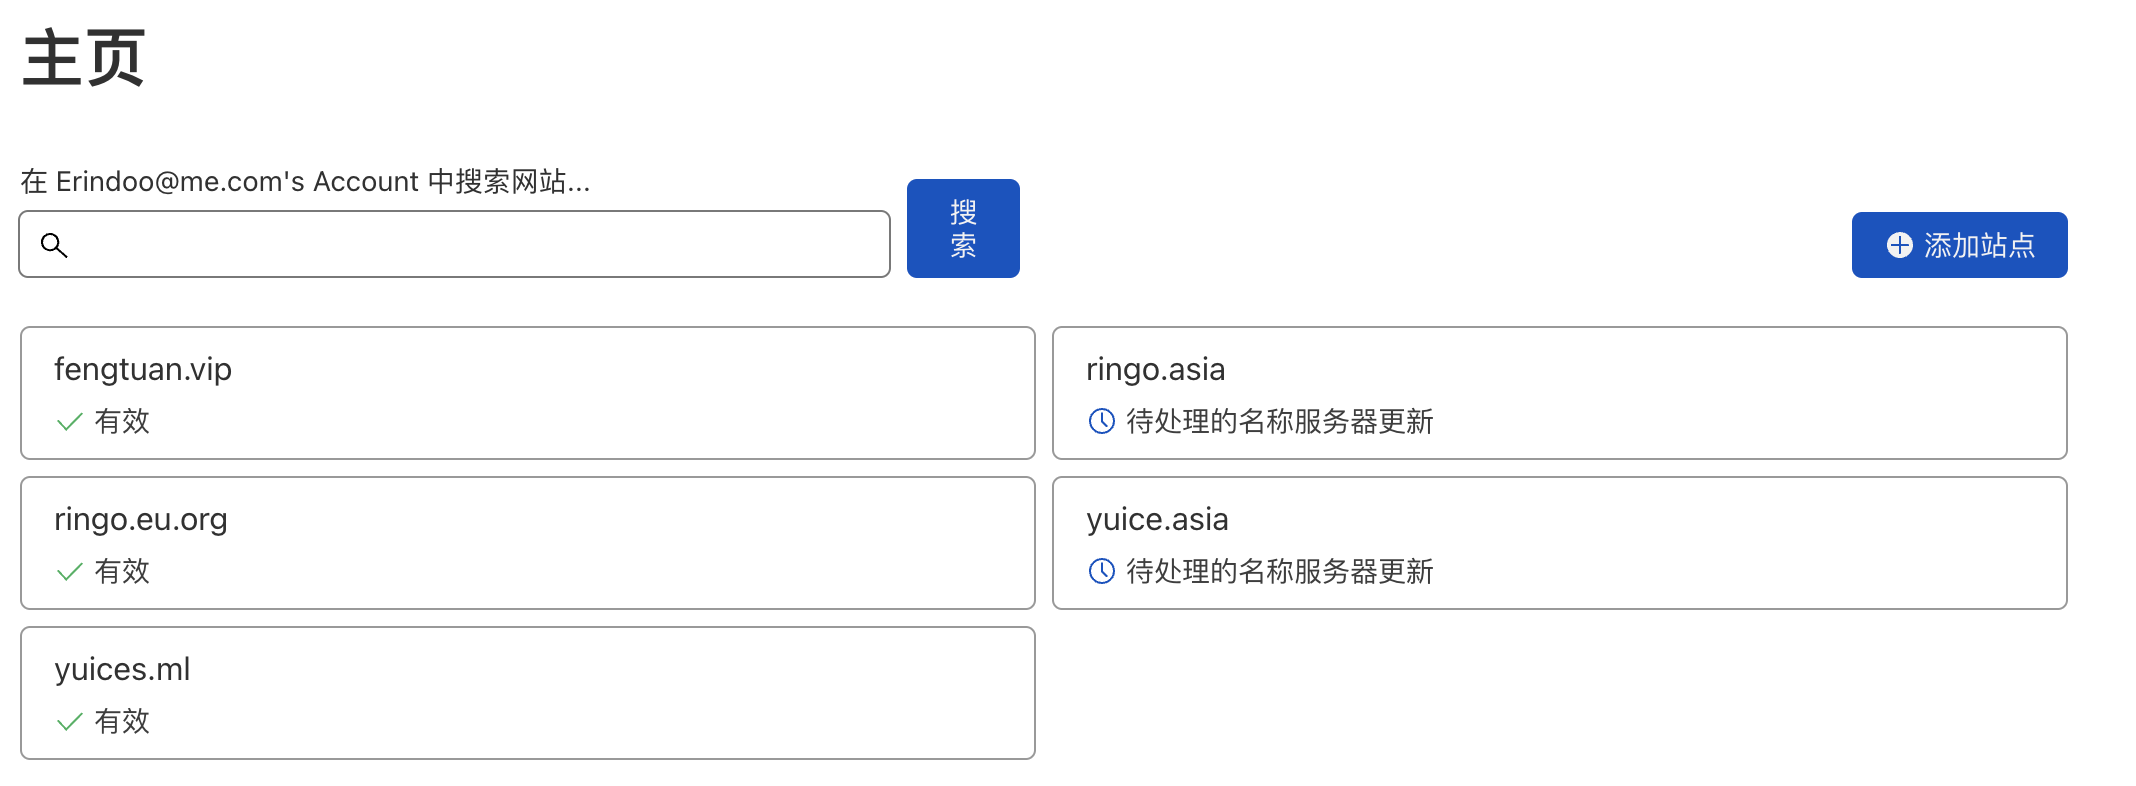 主页
在 Erindoo@me.com's Account 中搜索网站...
搜
索
添加站点
fengtuan.vip
有效
ringo.asia
待处理的名称服务器更新
ringo.eu.org
有效
yuice.asia
待处理的名称服务器更新
yuices.ml
有效